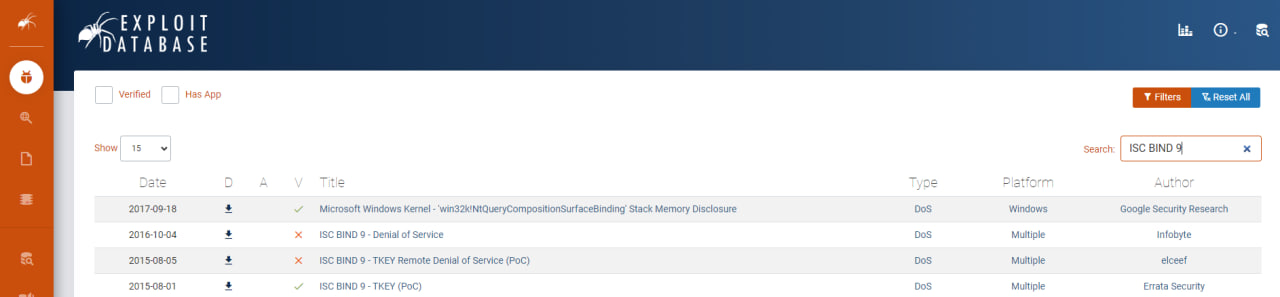 EXPLOIT
DATABASE
Verified Has App
Filters Reset All
Show 15 Search: ISC BIND 9
Date D A V Title Type Platform Author
2017-09-18 Microsoft Windows Kernel - 'win32k!NtQueryCompositionSurfaceBinding' Stack Memory Disclosure DoS Windows Google Security Research
2016-10-04 ISC BIND 9 - Denial of Service DoS Multiple Infobyte
2015-08-05 ISC BIND 9 - TKEY Remote Denial of Service (PoC) DoS Multiple elceef
2015-08-01 ISC BIND 9 - TKEY (PoC) DoS Multiple Errata Security